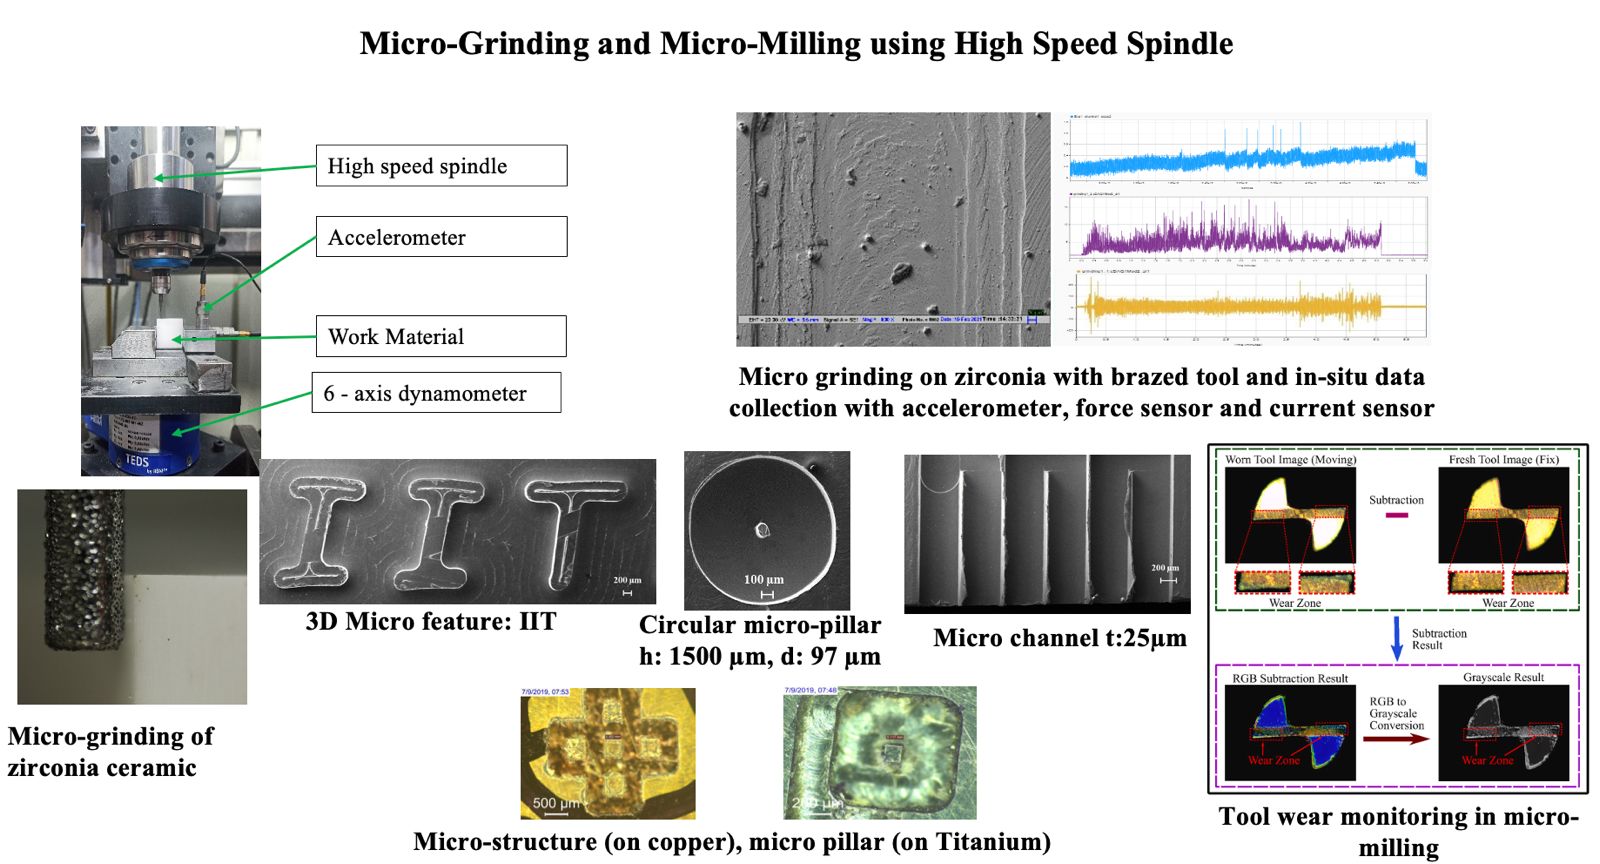 Micro-Grinding and Micro-Milling using High Speed Spindle
High speed spindle
Accelerometer
Work Material
6 - axis dynamometer
TEDS
Micro grinding on zirconia with brazed tool and in-situ data
collection with accelerometer, force sensor and current sensor
200 µm
3D Micro feature: IIT
100 µm
Circular micro-pillar
h: 1500 µm, d: 97 µm
200 µm
Micro channel t:25µm
Worn Tool Image (Moving)
Fresh Tool Image (Fix)
Subtraction
Wear Zone
Wear Zone
Subtraction
Result
RGB Subtraction Result
Grayscale Result
RGB to
Grayscale
Conversion
Wear Zone
Wear Zone
Tool wear monitoring in micro-
milling
Micro-grinding of
zirconia ceramic
7/9/2019, 07:53
500 µm
7/9/2019, 07:48
200 µm
Micro-structure (on copper), micro pillar (on Titanium)